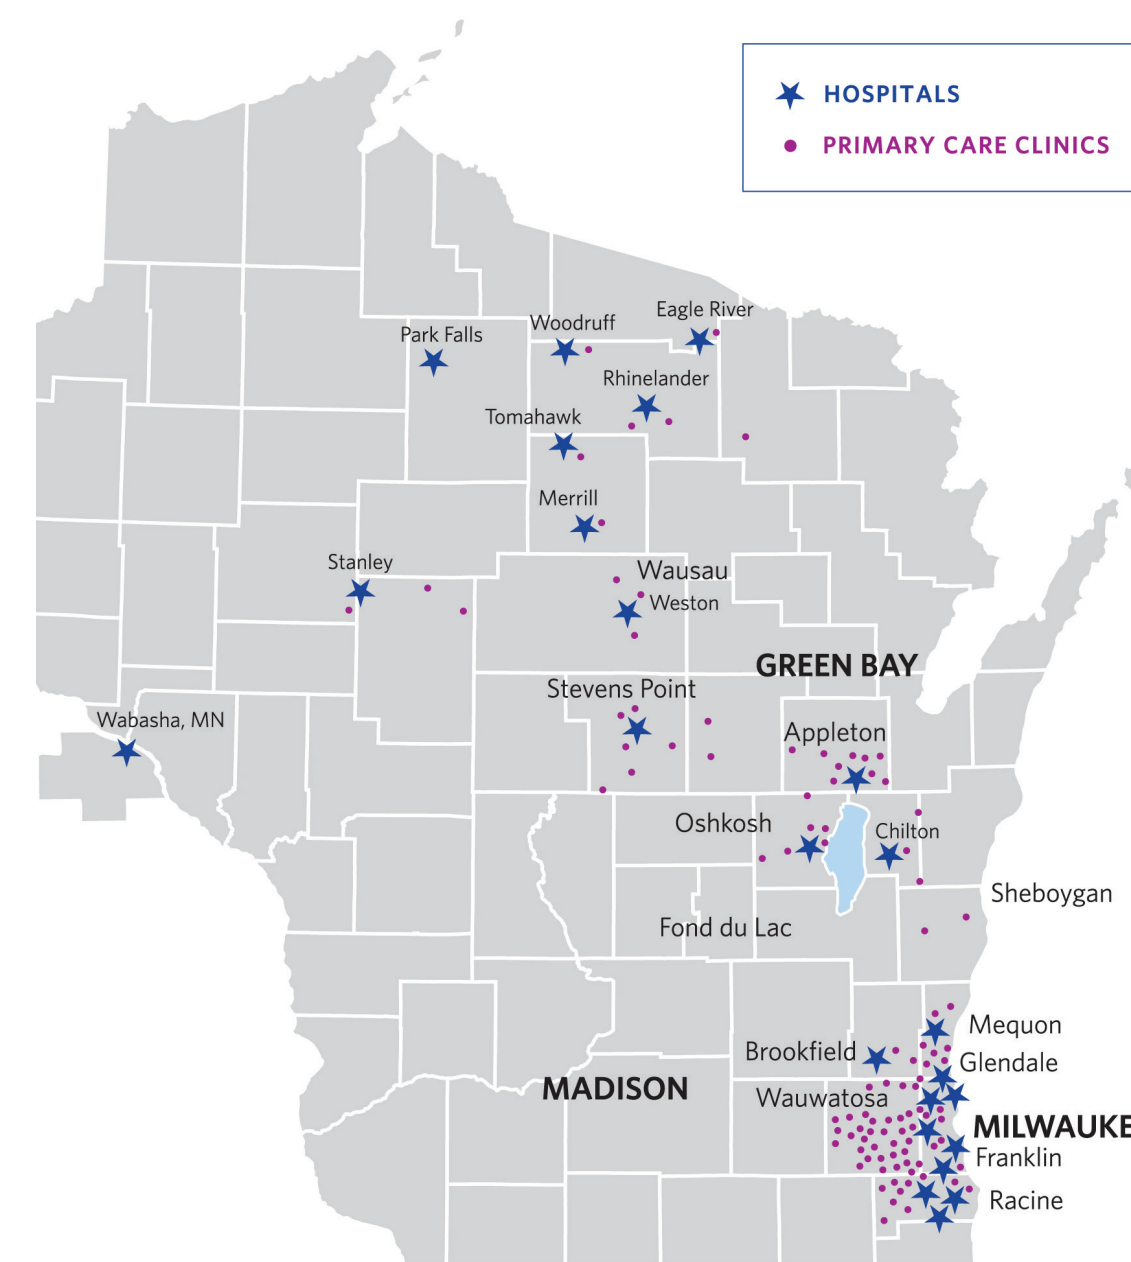 HOSPITALS
PRIMARY CARE CLINICS
Eagle River
Woodruff
Park Falls
Rhinelander
Tomahawk
Merrill
Stanley
Wausau
Weston
GREEN BAY
Stevens Point
Wabasha, MN
Appleton
Oshkosh
Chilton
Sheboygan
Fond du Lac
Mequon
Brookfield
Glendale
MADISON
Wauwatosa
MILWAUKE
Franklin
Racine